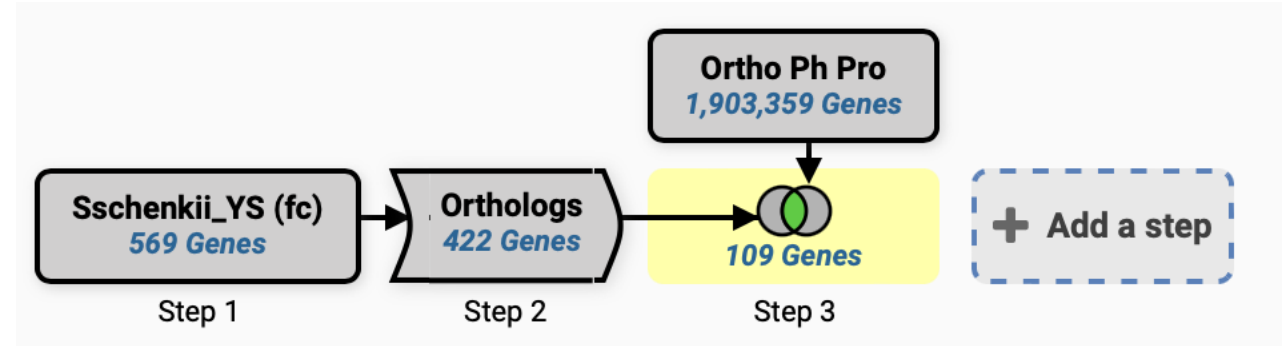 Ortho Ph Pro
1,903,359 Genes
Sschenkii_YS (fc)
569 Genes
Orthologs
422 Genes
109 Genes
+ Add a step
Step 1
Step 2
Step 3